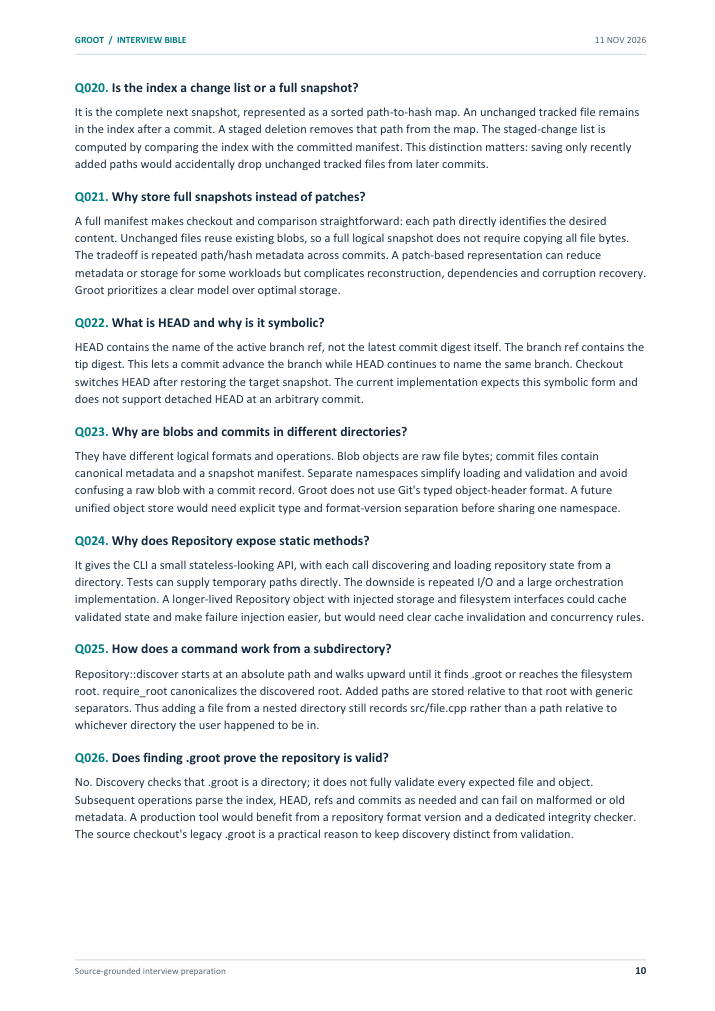 GROOT / INTERVIEW BIBLE
11 NOV 2026
Q020. Is the index a change list or a full snapshot?
It is the complete next snapshot, represented as a sorted path-to-hash map. An unchanged tracked file remains
in the index after a commit. A staged deletion removes that path from the map. The staged-change list is
computed by comparing the index with the committed manifest. This distinction matters: saving only recently
added paths would accidentally drop unchanged tracked files from later commits.
Q021. Why store full snapshots instead of patches?
A full manifest makes checkout and comparison straightforward: each path directly identifies the desired
content. Unchanged files reuse existing blobs, so a full logical snapshot does not require copying all file bytes.
The tradeoff is repeated path/hash metadata across commits. A patch-based representation can reduce
metadata or storage for some workloads but complicates reconstruction, dependencies and corruption recovery.
Groot prioritizes a clear model over optimal storage.
Q022. What is HEAD and why is it symbolic?
HEAD contains the name of the active branch ref, not the latest commit digest itself. The branch ref contains the
tip digest. This lets a commit advance the branch while HEAD continues to name the same branch. Checkout
switches HEAD after restoring the target snapshot. The current implementation expects this symbolic form and
does not support detached HEAD at an arbitrary commit.
Q023. Why are blobs and commits in different directories?
They have different logical formats and operations. Blob objects are raw file bytes; commit files contain
canonical metadata and a snapshot manifest. Separate namespaces simplify loading and validation and avoid
confusing a raw blob with a commit record. Groot does not use Git's typed object-header format. A future
unified object store would need explicit type and format-version separation before sharing one namespace.
Q024. Why does Repository expose static methods?
It gives the CLI a small stateless-looking API, with each call discovering and loading repository state from a
directory. Tests can supply temporary paths directly. The downside is repeated I/O and a large orchestration
implementation. A longer-lived Repository object with injected storage and filesystem interfaces could cache
validated state and make failure injection easier, but would need clear cache invalidation and concurrency rules.
Q025. How does a command work from a subdirectory?
Repository::discover starts at an absolute path and walks upward until it finds .groot or reaches the filesystem
root. require_root canonicalizes the discovered root. Added paths are stored relative to that root with generic
separators. Thus adding a file from a nested directory still records src/file.cpp rather than a path relative to
whichever directory the user happened to be in.
Q026. Does finding .groot prove the repository is valid?
No. Discovery checks that .groot is a directory; it does not fully validate every expected file and object.
Subsequent operations parse the index, HEAD, refs and commits as needed and can fail on malformed or old
metadata. A production tool would benefit from a repository format version and a dedicated integrity checker.
The source checkout's legacy .groot is a practical reason to keep discovery distinct from validation.
Source-grounded interview preparation
10